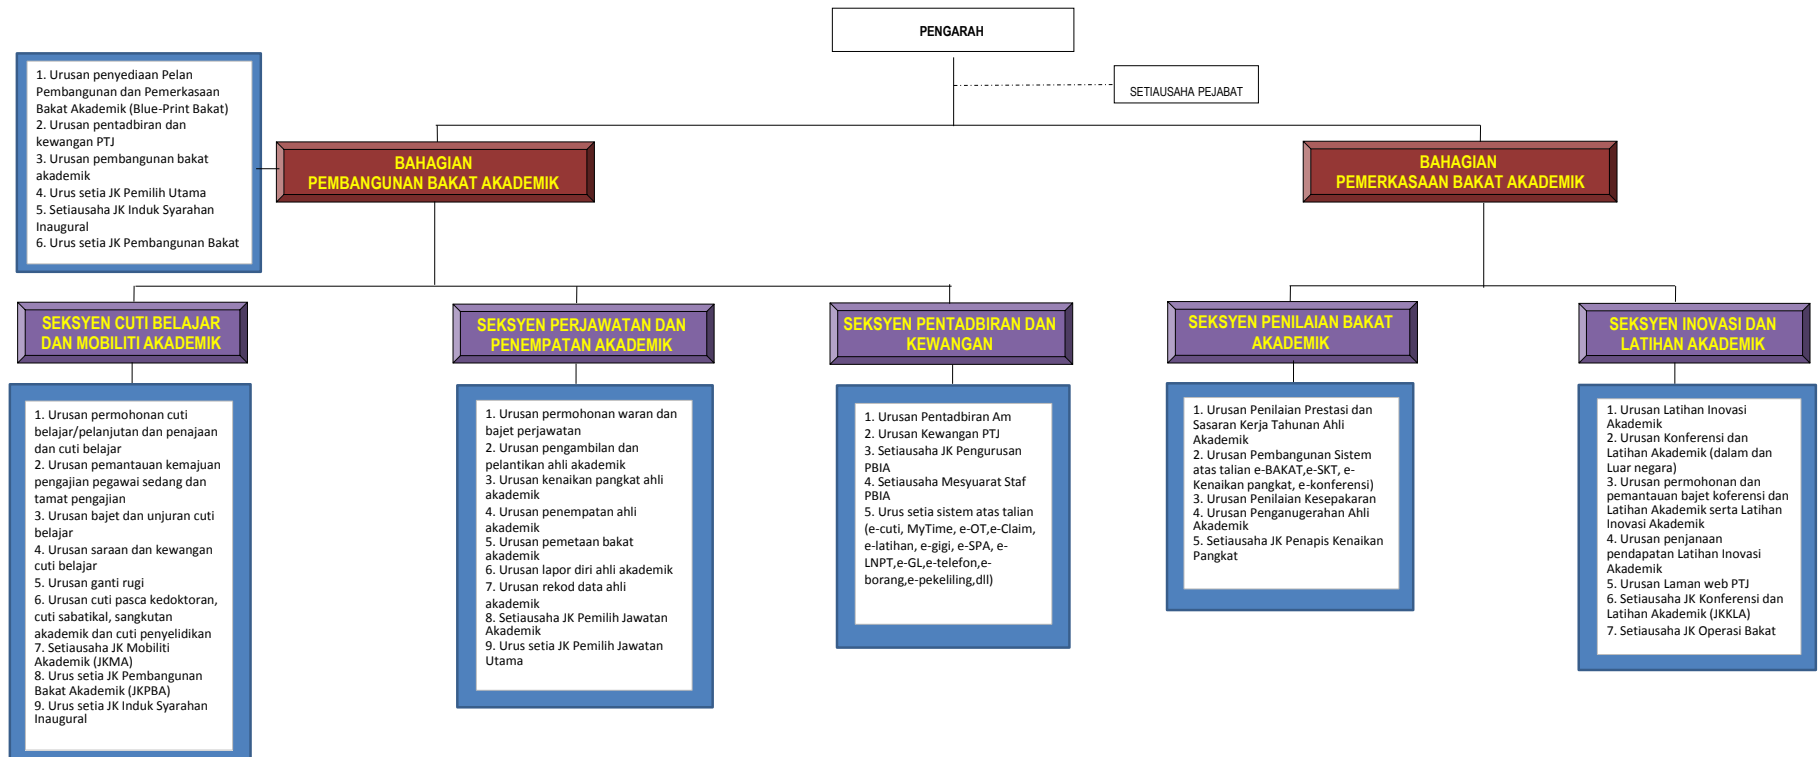 PENGARAH
SETIAUSAHA PEJABAT
1. Urusan penyediaan Pelan
Pembangunan dan Pemerkasaan
Bakat Akademik (Blue-Print Bakat)
2. Urusan pentadbiran dan
kewangan PTJ
3. Urusan pembangunan bakat
akademik
4. Urus setia JK Pemilih Utama
5. Setiausaha JK Induk Syarahan
Inaugural
6. Urus setia JK Pembangunan Bakat
BAHAGIAN
PEMBANGUNAN BAKAT AKADEMIK
BAHAGIAN
PEMERKASAAN BAKAT AKADEMIK
SEKSYEN CUTI BELAJAR
DAN MOBILITI AKADEMIK
1. Urusan permohonan cuti
belajar/pelanjutan dan penajaan
dan cuti belajar
2. Urusan pemantauan kemajuan
pengajian pegawai sedang dan
tamat pengajian
3. Urusan bajet dan unjuran cuti
belajar
4. Urusan saraan dan kewangan
cuti belajar
5. Urusan ganti rugi
6. Urusan cuti pasca kedoktoran,
cuti sabatikal, sangkutan
akademik dan cuti penyelidikan
7. Setiausaha JK Mobiliti
Akademik (JKMA)
8. Urus setia JK Pembangunan
Bakat Akademik (JKPBA)
9. Urus setia JK Induk Syarahan
Inaugural
SEKSYEN PERJAWATAN DAN
PENEMPATAN AKADEMIK
1. Urusan permohonan waran dan
bajet perjawatan
2. Urusan pengambilan dan
pelantikan ahli akademik
3. Urusan kenaikan pangkat ahli
akademik
4. Urusan penempatan ahli
akademik
5. Urusan pemetaan bakat
akademik
6. Urusan lapor diri ahli akademik
7. Urusan rekod data ahli
akademik
8. Setiausaha JK Pemilih Jawatan
Akademik
9. Urus setia JK Pemilih Jawatan
Utama
SEKSYEN PENTADBIRAN DAN
KEWANGAN
1. Urusan Pentadbiran Am
2. Urusan Kewangan PTJ
3. Setiausaha JK Pengurusan
PBIA
4. Setiausaha Mesyuarat Staf
PBIA
5. Urus setia sistem atas talian
(e-cuti, MyTime, e-OT,e-Claim,
e-latihan, e-gigi, e-SPA, e-
LNPT,e-GL,e-telefon,e-
borang,e-pekeliling,dll)
SEKSYEN PENILAIAN BAKAT
AKADEMIK
1. Urusan Penilaian Prestasi dan
Sasaran Kerja Tahunan Ahli
Akademik
2. Urusan Pembangunan Sistem
atas talian e-BAKAT,e-SKT, e-
Kenaikan pangkat, e-konferensi)
3. Urusan Penilaian Kesepakaran
4. Urusan Penganugerahan Ahli
Akademik
5. Setiausaha JK Penapis Kenaikan
Pangkat
SEKSYEN INOVASI DAN
LATIHAN AKADEMIK
1. Urusan Latihan Inovasi
Akademik
2. Urusan Konferensi dan
Latihan Akademik (dalam dan
Luar negara)
3. Urusan permohonan dan
pemantauan bajet koferensi dan
Latihan Akademik serta Latihan
Inovasi Akademik
4. Urusan penjanaan
pendapatan Latihan Inovasi
Akademik
5. Urusan Laman web PTJ
6. Setiausaha JK Konferensi dan
Latihan Akademik (JKKLA)
7. Setiausaha JK Operasi Bakat